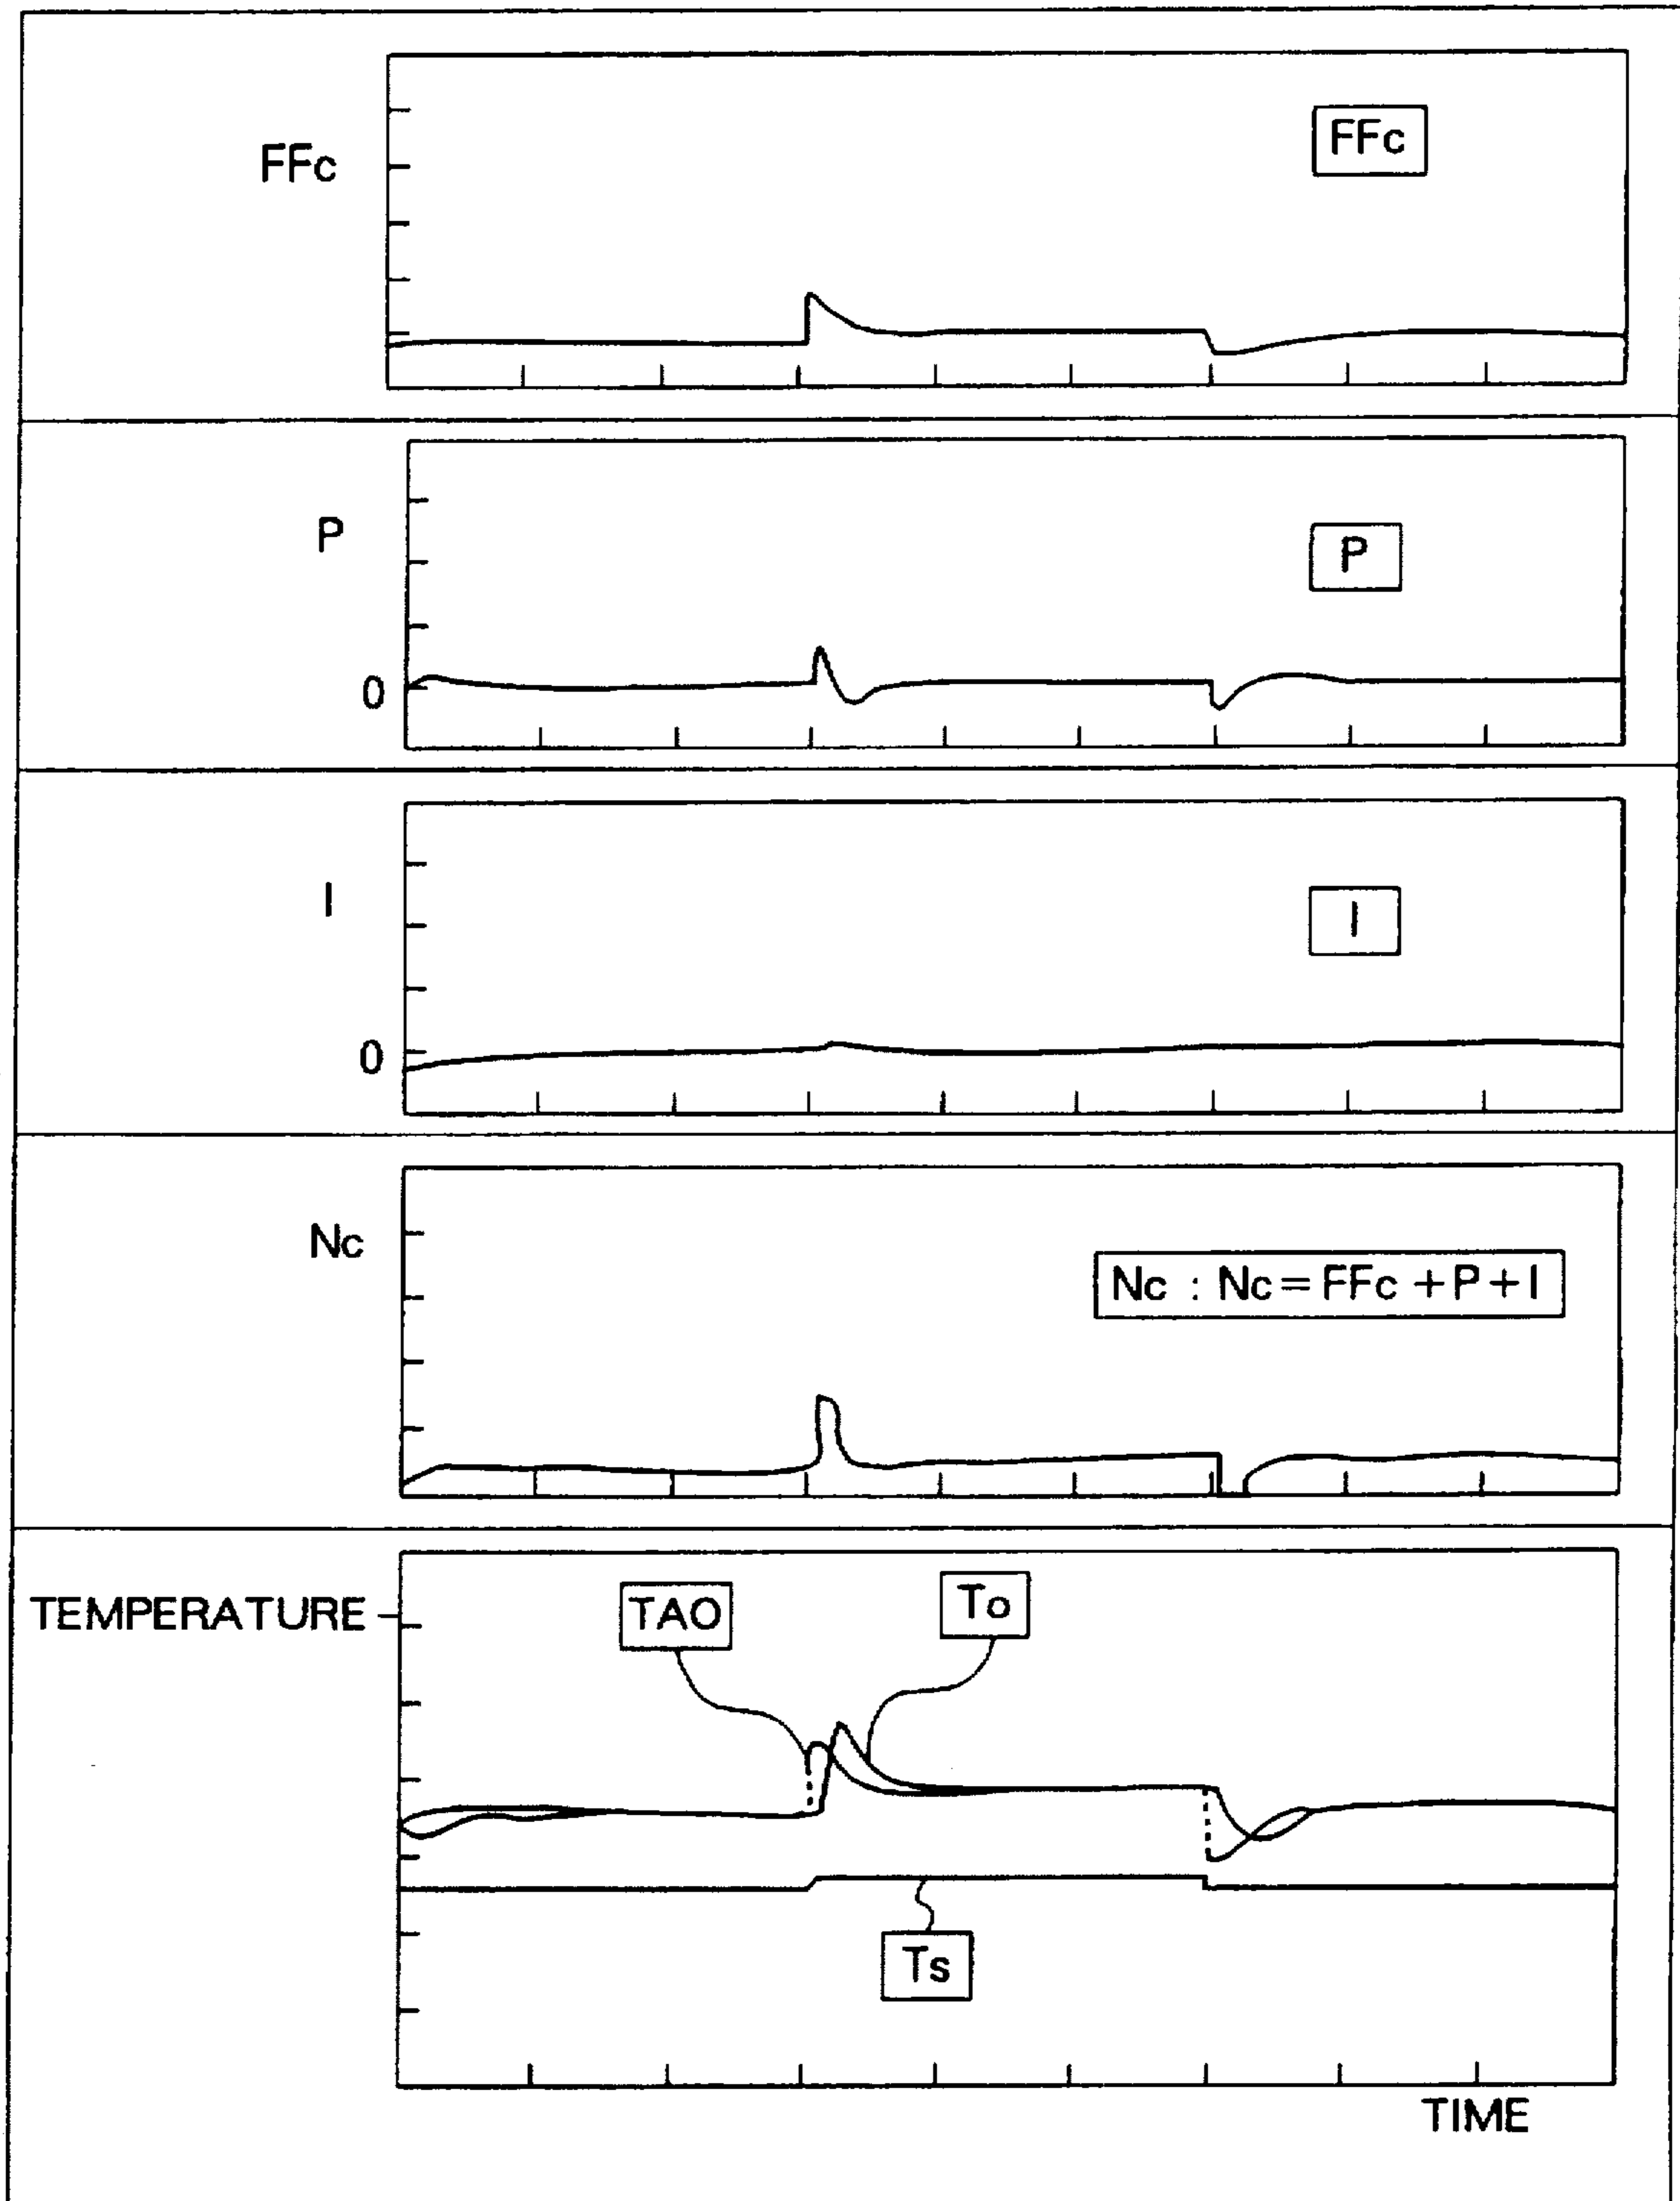 FFc
FFc
P
P
0
I
I
0
Nc
Nc : Nc = FFc + P + I
TEMPERATURE
TAO
To
Ts
TIME